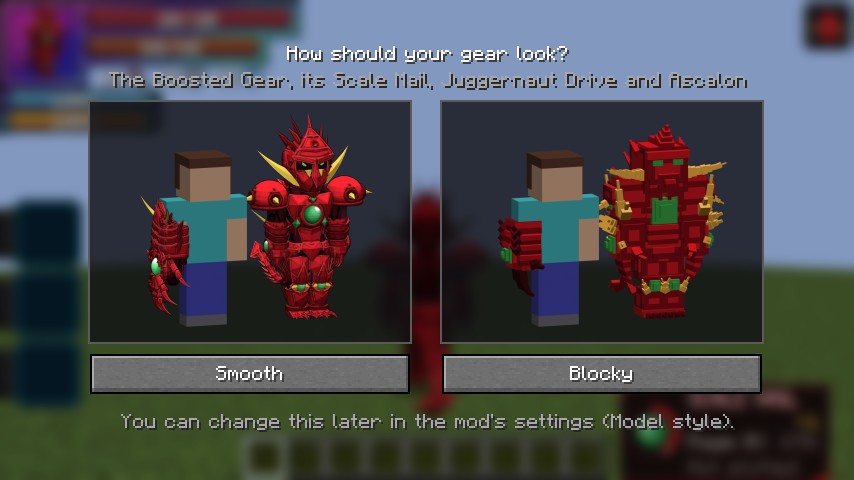 How should your gear look?
The Boosted Gear, its Scale Mail, Juggernaut Drive and Ascalon
Smooth
Blocky
You can change this later in the mod's settings (Model style).